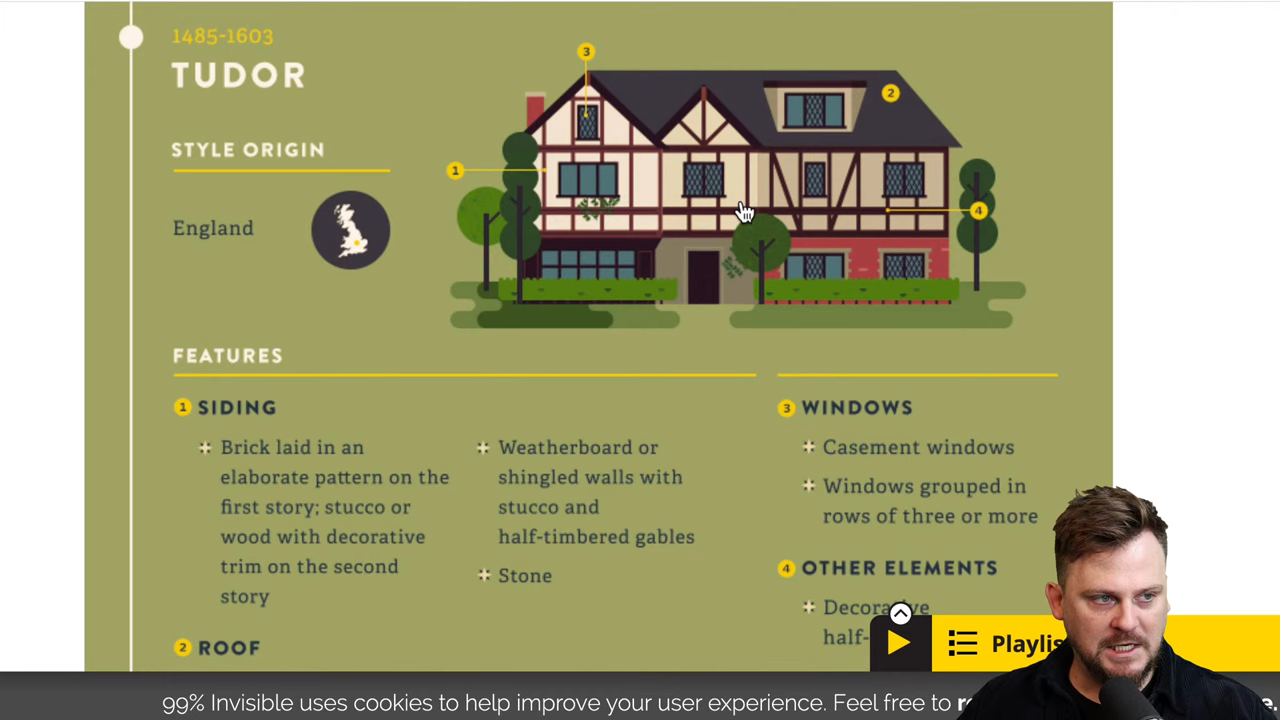 1485-1603
TUDOR
STYLE ORIGIN
England
3
2
1
4
FEATURES
1 SIDING
Brick laid in an
elaborate pattern on the
first story; stucco or
wood with decorative
trim on the second
story
Weatherboard or
shingled walls with
stucco and
half-timbered gables
Stone
2 ROOF
3 WINDOWS
Casement windows
Windows grouped in
rows of three or more
4 OTHER ELEMENTS
Decorative
half-
Playlis
99% Invisible uses cookies to help improve your user experience. Feel free to